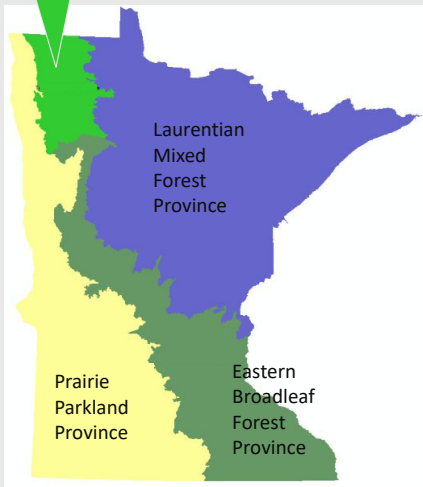 Laurentian
Mixed
Forest
Province
Prairie
Parkland
Province
Eastern
Broadleaf
Forest
Province